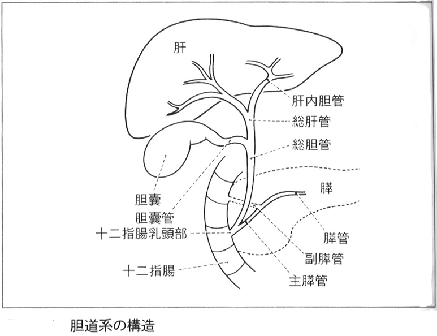 肝
肝内胆管
総肝管
総胆管
膵
胆嚢
胆嚢管
十二指腸乳頭部
十二指腸
膵管
副膵管
主膵管
胆道系の構造